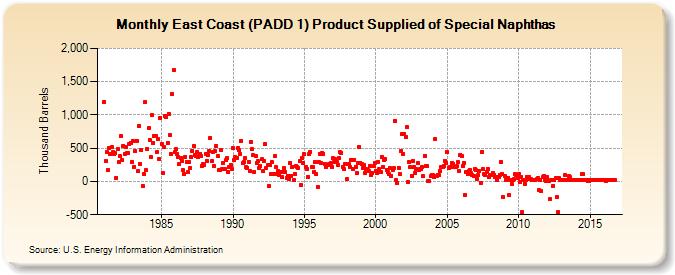 Monthly East Coast (PADD 1) Product Supplied of Special Naphthas
Thousand Barrels
2,000
1,500
1,000
500
0
-500
1985 1990 1995 2000 2005 2010 2015
Source: U.S. Energy Information Administration